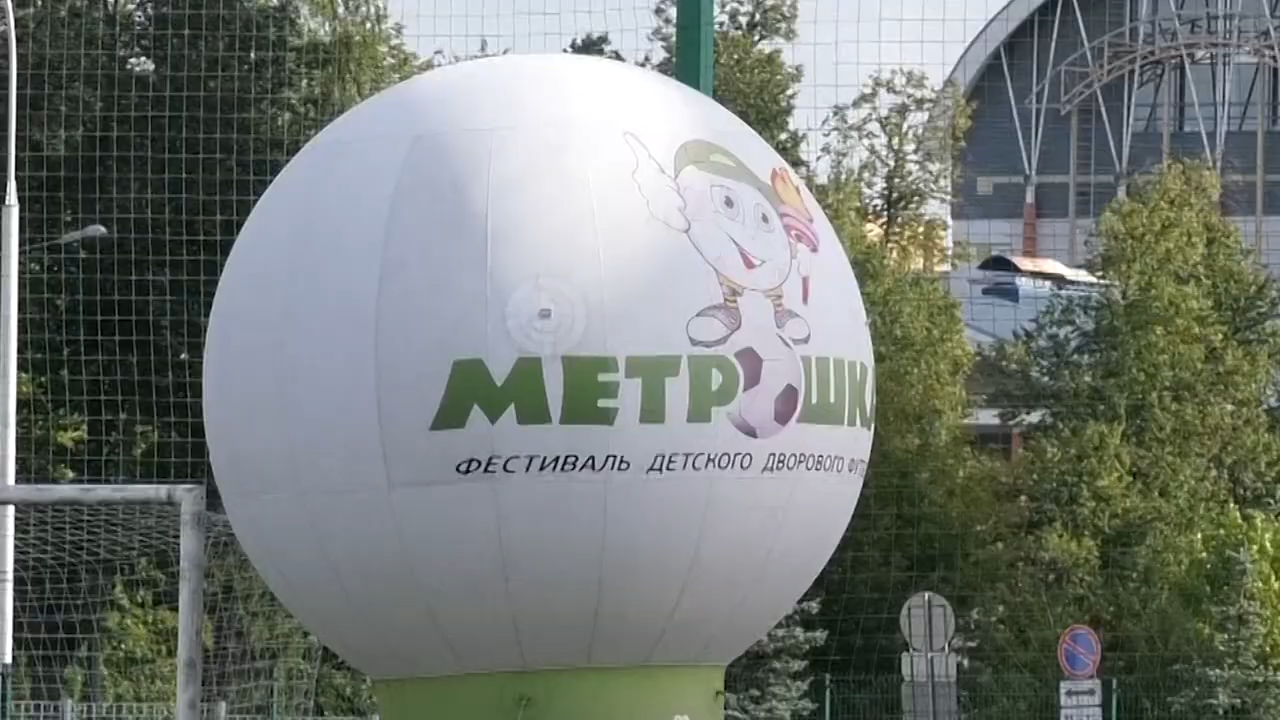 МЕТРОШКА
ФЕСТИВАЛЬ ДЕТСКОГО ДВОРОВОГО